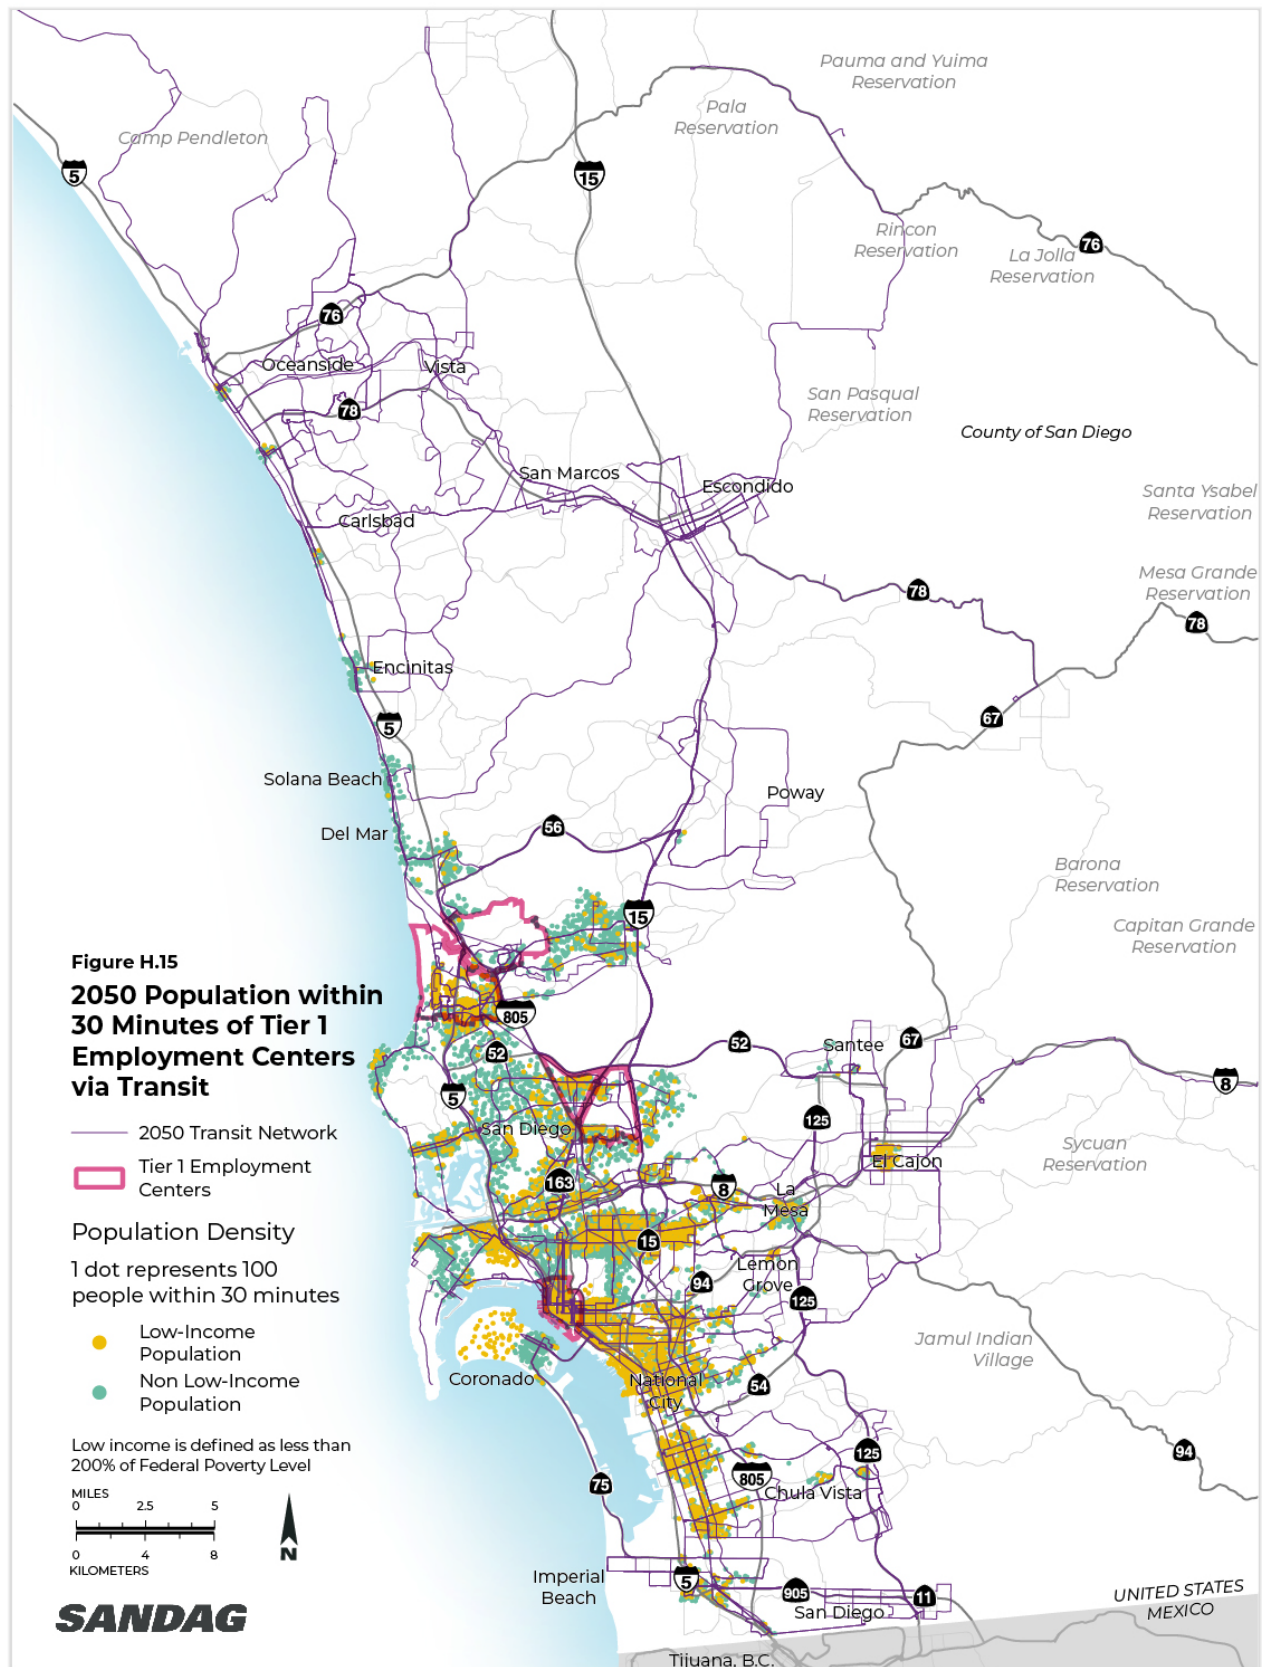 Pauma and Yuima
Reservation
Pala
Reservation
Camp Pendleton
5
15
Rincon
Reservation
76
La Jolla
Reservation
76
Oceanside
Vista
San Pasqual
Reservation
78
County of San Diego
San Marcos
Escondido
Santa Ysabel
Reservation
Carlsbad
Mesa Grande
Reservation
78
78
Encinitas
67
5
Solana Beach
Poway
Del Mar
56
Barona
Reservation
15
Capitan Grande
Reservation
Figure H.15
2050 Population within
30 Minutes of Tier 1
Employment Centers
via Transit
805
52
52
Santee
67
5
8
125
San Diego
2050 Transit Network
Tier 1 Employment
Centers
El Cajon
Sycuan
Reservation
163
8
La
Mesa
Population Density
15
1 dot represents 100
people within 30 minutes
94
Lemon
Grove
125
Low-Income
Population
Jamul Indian
Village
Non Low-Income
Population
Coronado
National
City
54
Low income is defined as less than
200% of Federal Poverty Level
125
94
805
Chula Vista
75
MILES
0 2.5 5
0 4 8
KILOMETERS
N
Imperial
Beach
5
905
11
San Diego
UNITED STATES
MEXICO
SANDAG
Tijuana, B.C.